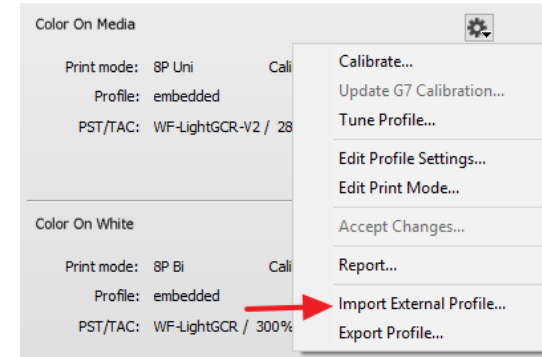 Color On Media
Print mode: 8P Uni Cali
Profile: embedded
PST/TAC: WF-LightGCR-V2 / 28
Color On White
Print mode: 8P Bi Cali
Profile: embedded
PST/TAC: WF-LightGCR / 300%
Calibrate...
Update G7 Calibration...
Tune Profile...
Edit Profile Settings...
Edit Print Mode...
Accept Changes...
Report...
Import External Profile...
Export Profile...